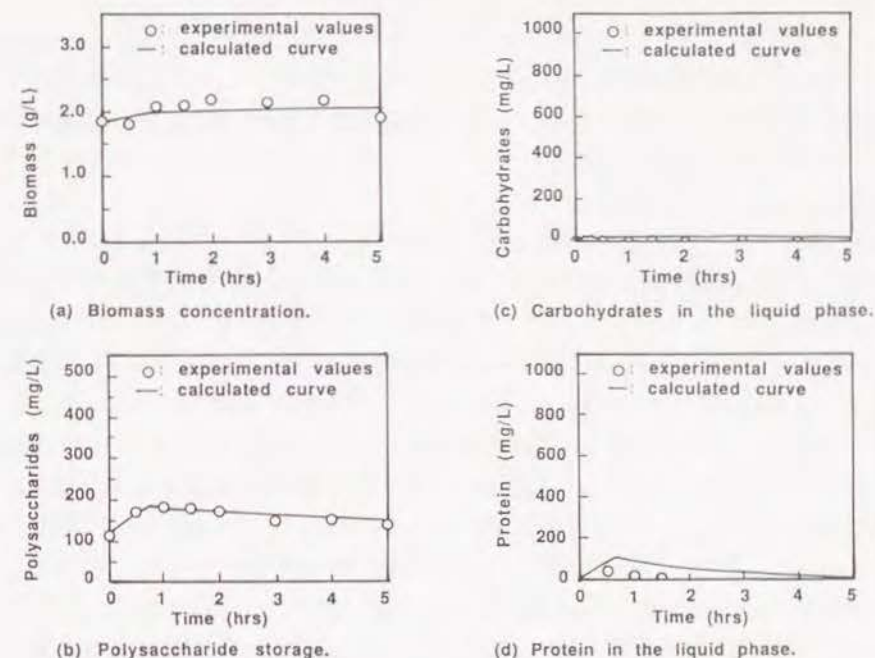 3.0
2.0
1.0
0.0
Biomass (g/L)
○: experimental values
—: calculated curve
0 1 2 3 4 5
Time (hrs)
(a) Biomass concentration.
1000
800
600
400
200
0
Carbohydrates (mg/L)
○: experimental values
—: calculated curve
0 1 2 3 4 5
Time (hrs)
(c) Carbohydrates in the liquid phase.
500
400
300
200
100
0
Polysaccharides (mg/L)
○: experimental values
—: calculated curve
0 1 2 3 4 5
Time (hrs)
(b) Polysaccharide storage.
1000
800
600
400
200
0
Protein (mg/L)
○: experimental values
—: calculated curve
0 1 2 3 4 5
Time (hrs)
(d) Protein in the liquid phase.